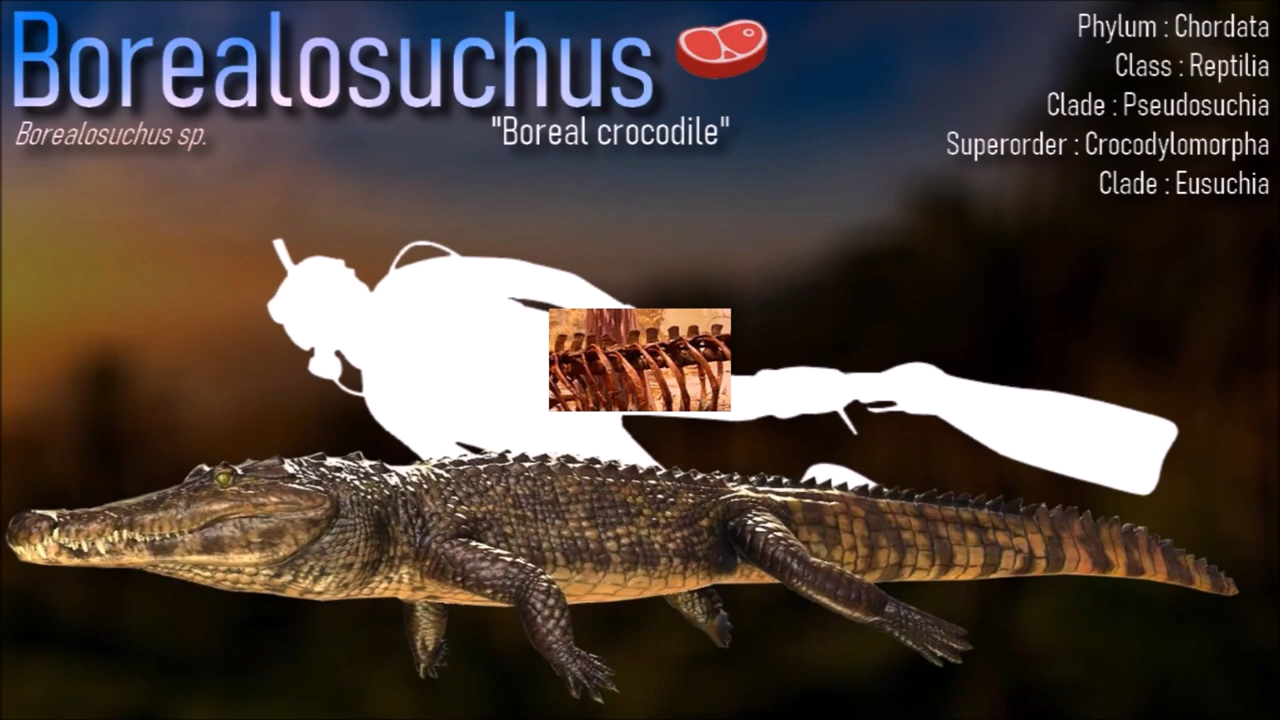 Borealosuchus
Borealosuchus sp.
"Boreal crocodile"
Phylum : Chordata
Class : Reptilia
Clade : Pseudosuchia
Superorder : Crocodylomorpha
Clade : Eusuchia